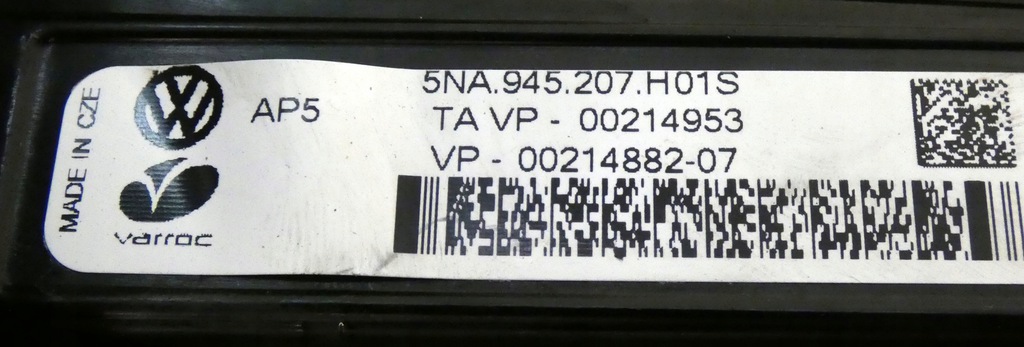 MADE IN CZE
AP5
varroc
5NA.945.207.H01S
TA VP - 00214953
VP - 00214882-07